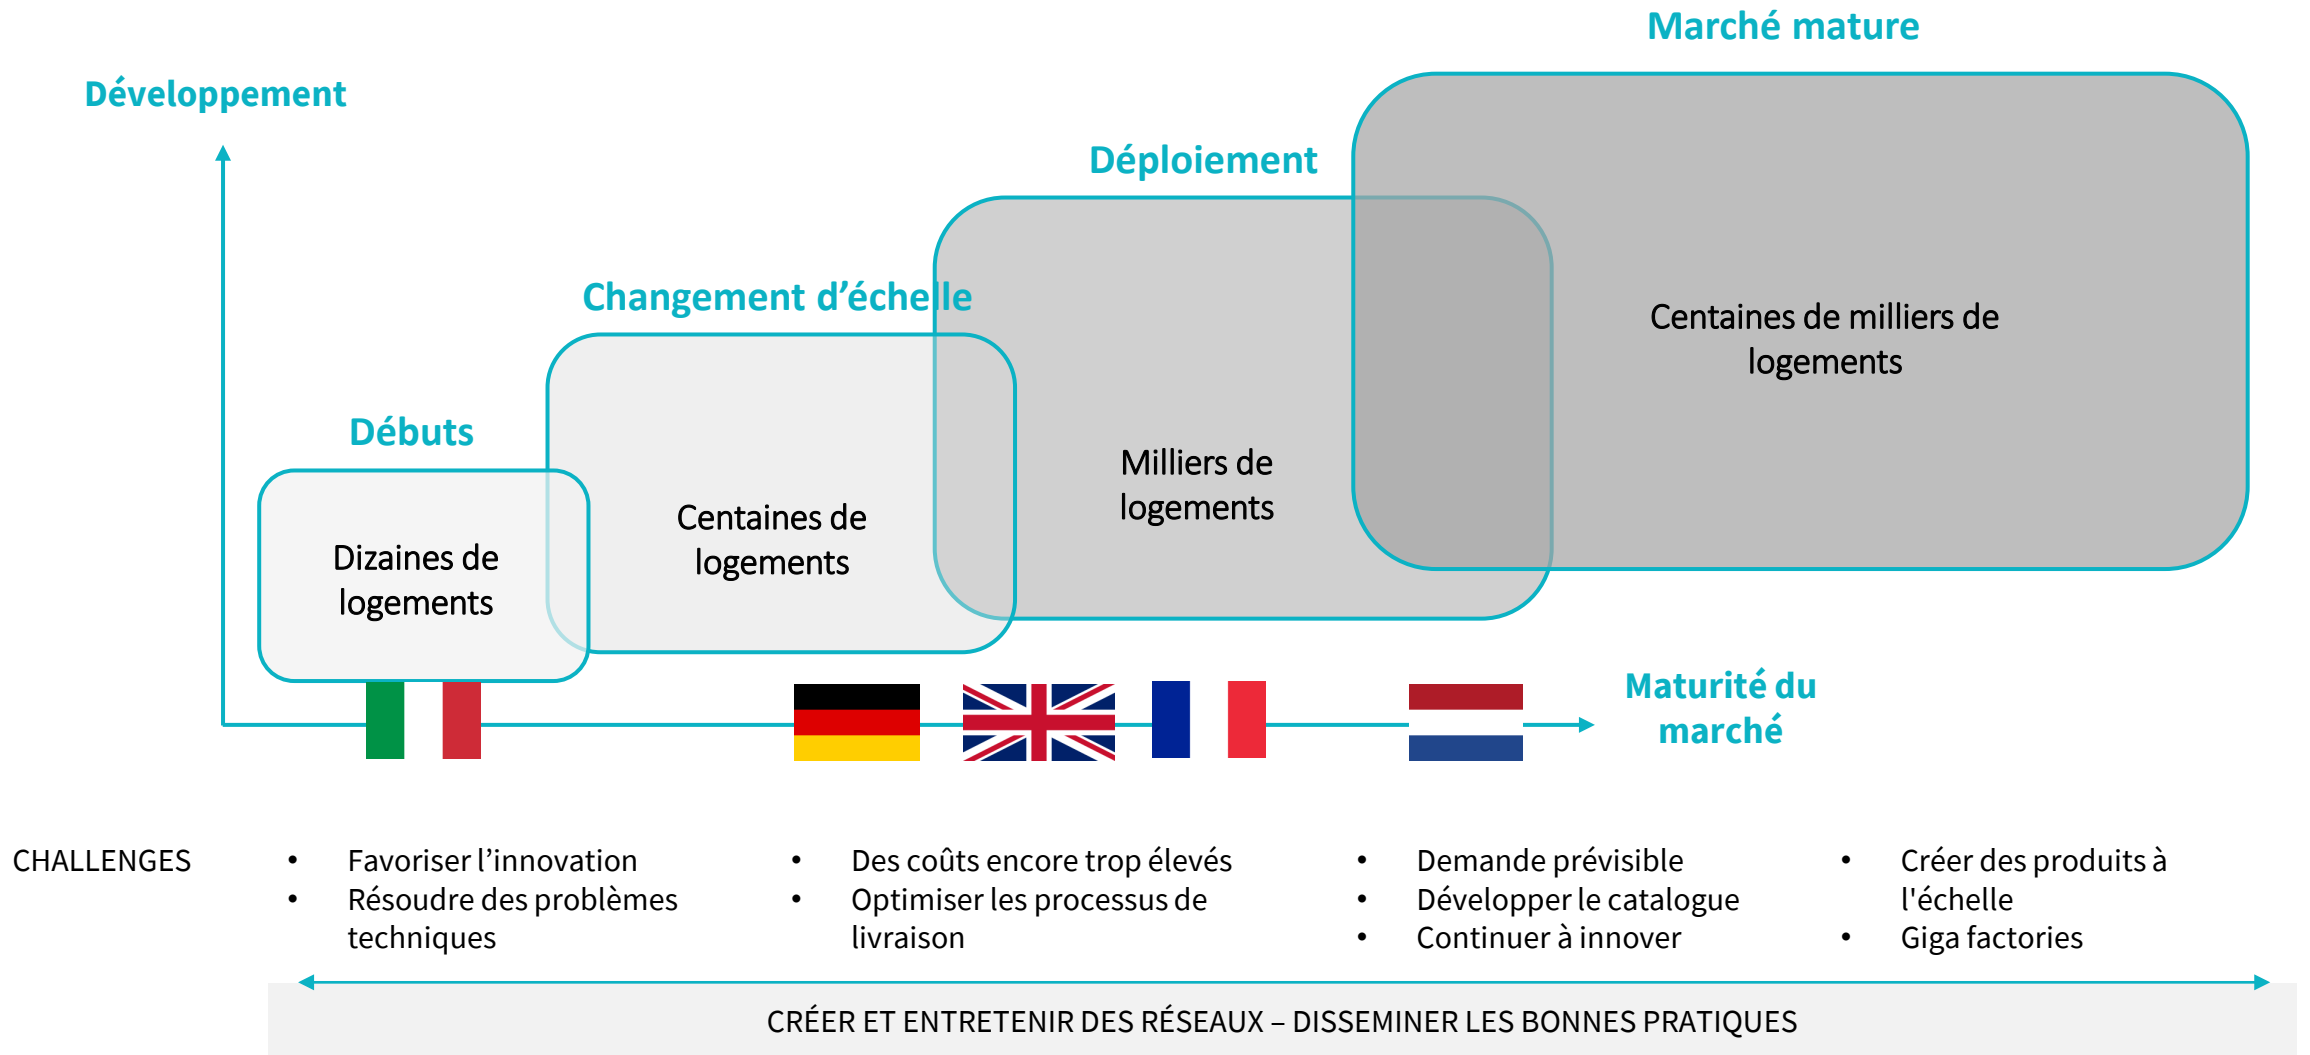 Marché mature
Développement
Déploiement
Changement d’échelle
Centaines de milliers de
logements
Débuts
Milliers de
logements
Centaines de
logements
Dizaines de
logements
Maturité du
marché
CHALLENGES
• Favoriser l’innovation
• Résoudre des problèmes
techniques
• Des coûts encore trop élevés
• Optimiser les processus de
livraison
• Demande prévisible
• Développer le catalogue
• Continuer à innover
• Créer des produits à
l'échelle
• Giga factories
CRÉER ET ENTRETENIR DES RÉSEAUX – DISSEMINER LES BONNES PRATIQUES